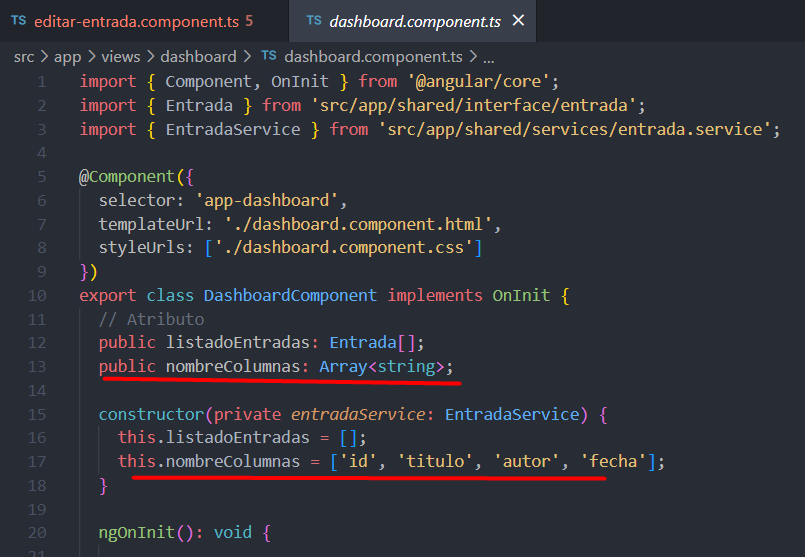 TS editar-entrada.component.ts 5 TS dashboard.component.ts ×
src > app > views > dashboard > TS dashboard.component.ts > ...
1 import { Component, OnInit } from '@angular/core';
2 import { Entrada } from 'src/app/shared/interface/entrada';
3 import { EntradaService } from 'src/app/shared/services/entrada.service';
4
5 @Component({
6   selector: 'app-dashboard',
7   templateUrl: './dashboard.component.html',
8   styleUrls: ['./dashboard.component.css']
9 })
10 export class DashboardComponent implements OnInit {
11   // Atributo
12   public listadoEntradas: Entrada[];
13   public nombreColumnas: Array<string>;
14
15   constructor(private entradaService: EntradaService) {
16     this.listadoEntradas = [];
17     this.nombreColumnas = ['id', 'titulo', 'autor', 'fecha'];
18   }
19
20   ngOnInit(): void {
21